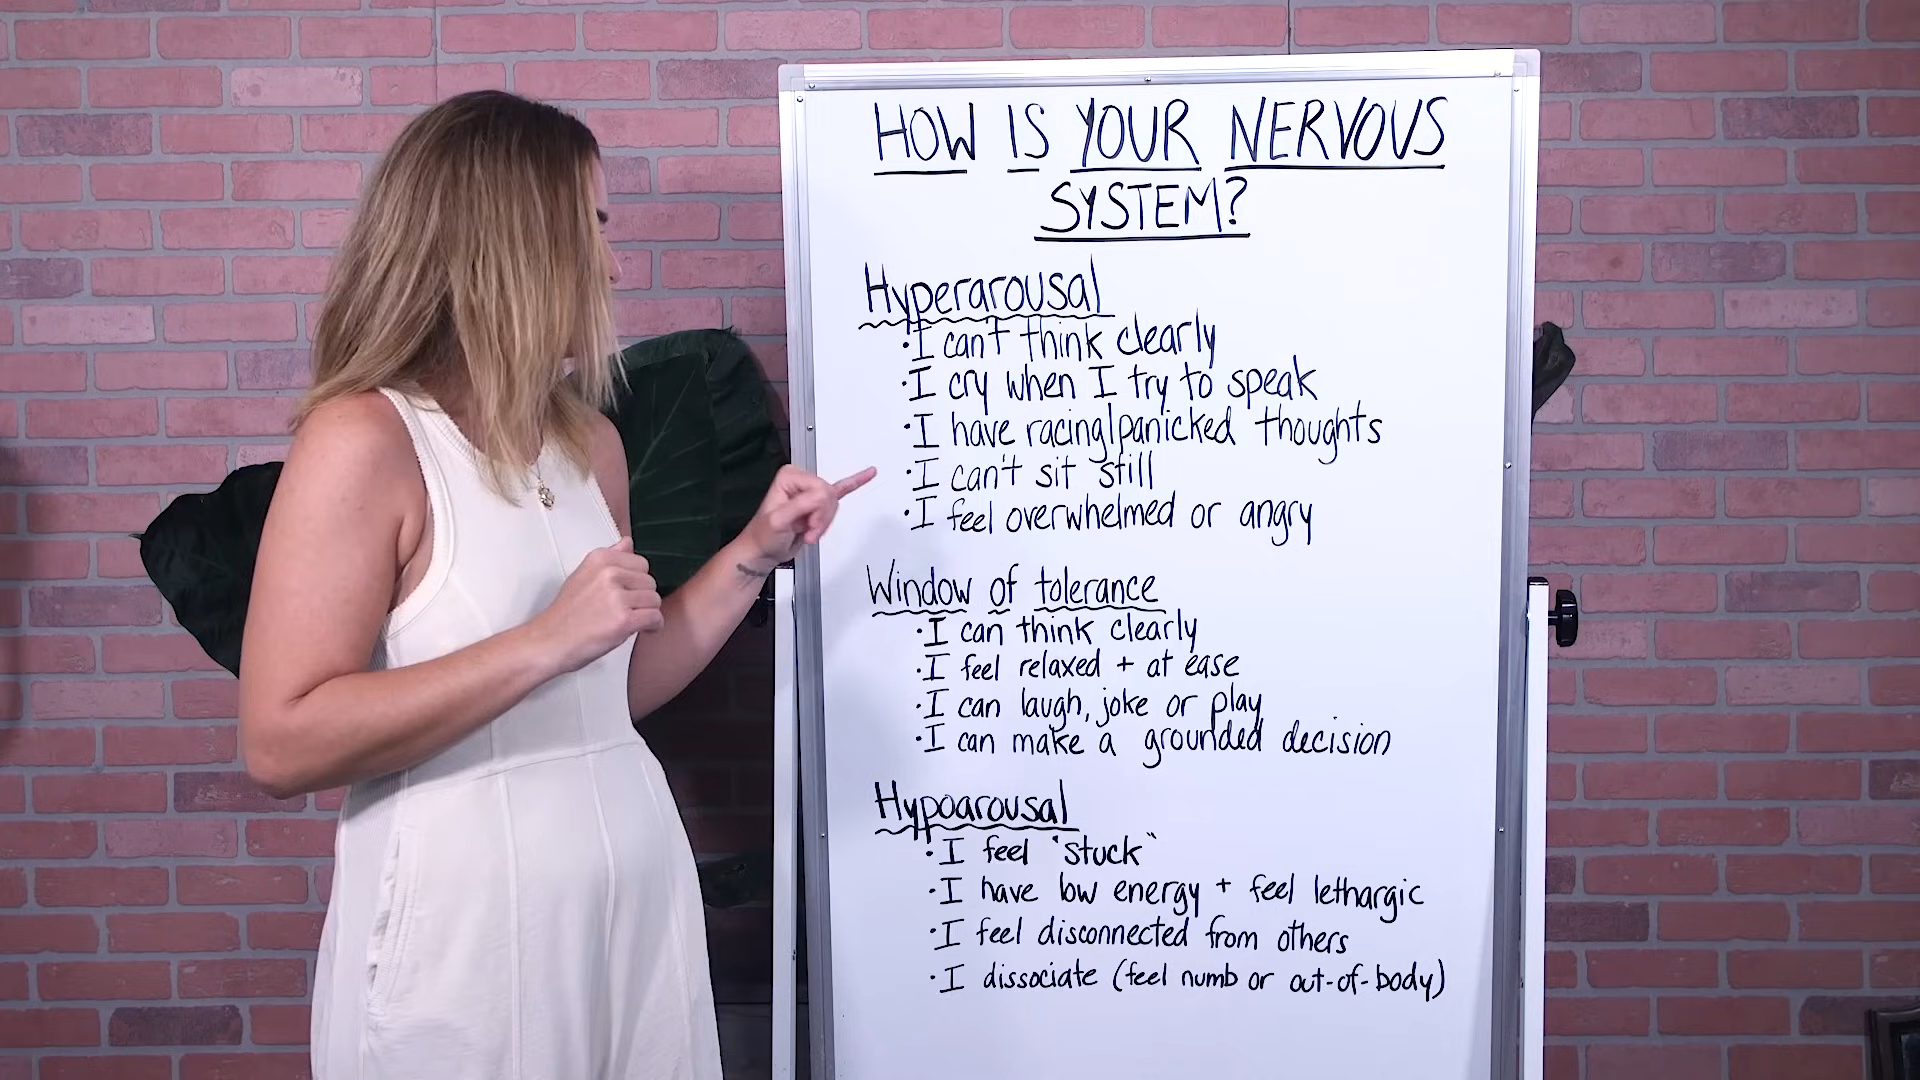 HOW IS YOUR NERVOUS
SYSTEM?
Hyperarousal
·I can't think clearly
·I cry when I try to speak
·I have racing/panicked thoughts
·I can't sit still
·I feel overwhelmed or angry
Window of tolerance
·I can think clearly
·I feel relaxed + at ease
·I can laugh, joke or play
·I can make a grounded decision
Hypoarousal
·I feel "stuck"
·I have low energy + feel lethargic
·I feel disconnected from others
·I dissociate (feel numb or out-of-body)